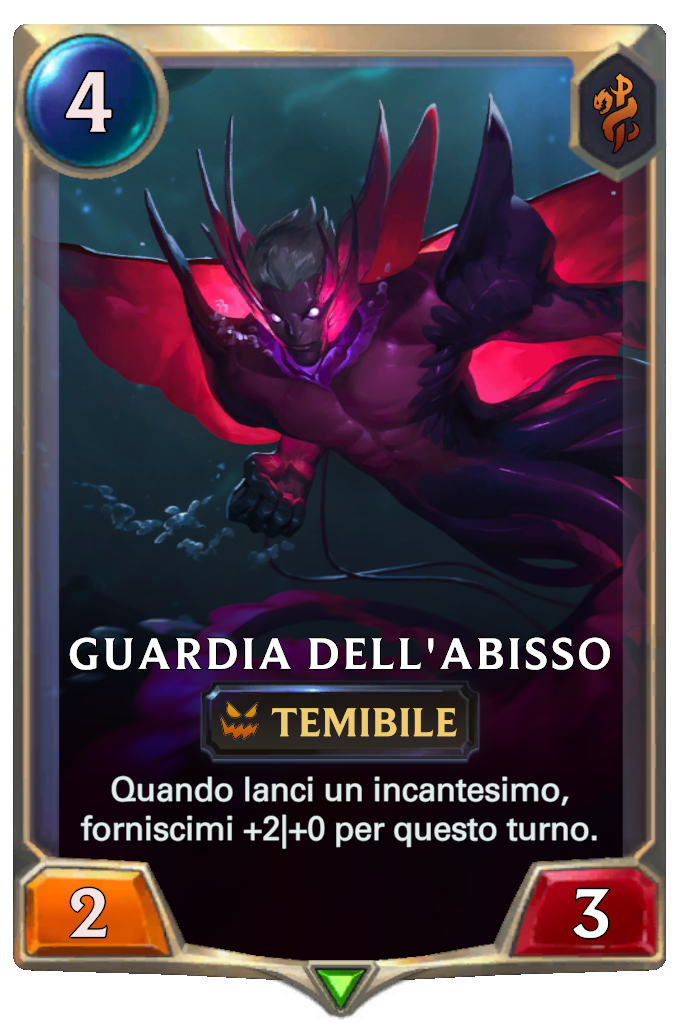 4
GUARDIA DELL'ABISSO
TEMIBILE
Quando lanci un incantesimo,
forniscimi +2|+0 per questo turno.
2
3